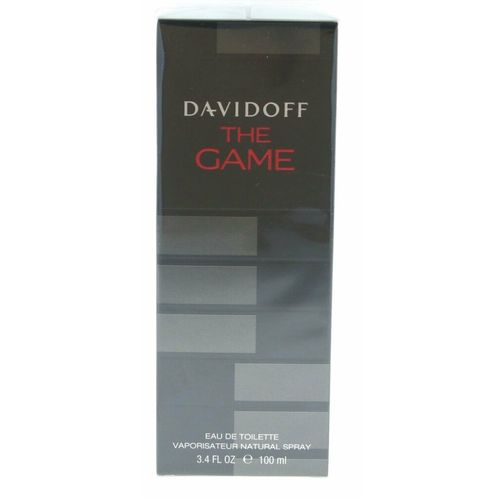 DAVIDOFF
THE
GAME
EAU DE TOILETTE
VAPORISATEUR NATURAL SPRAY
3.4 FL OZ ℮ 100 ml